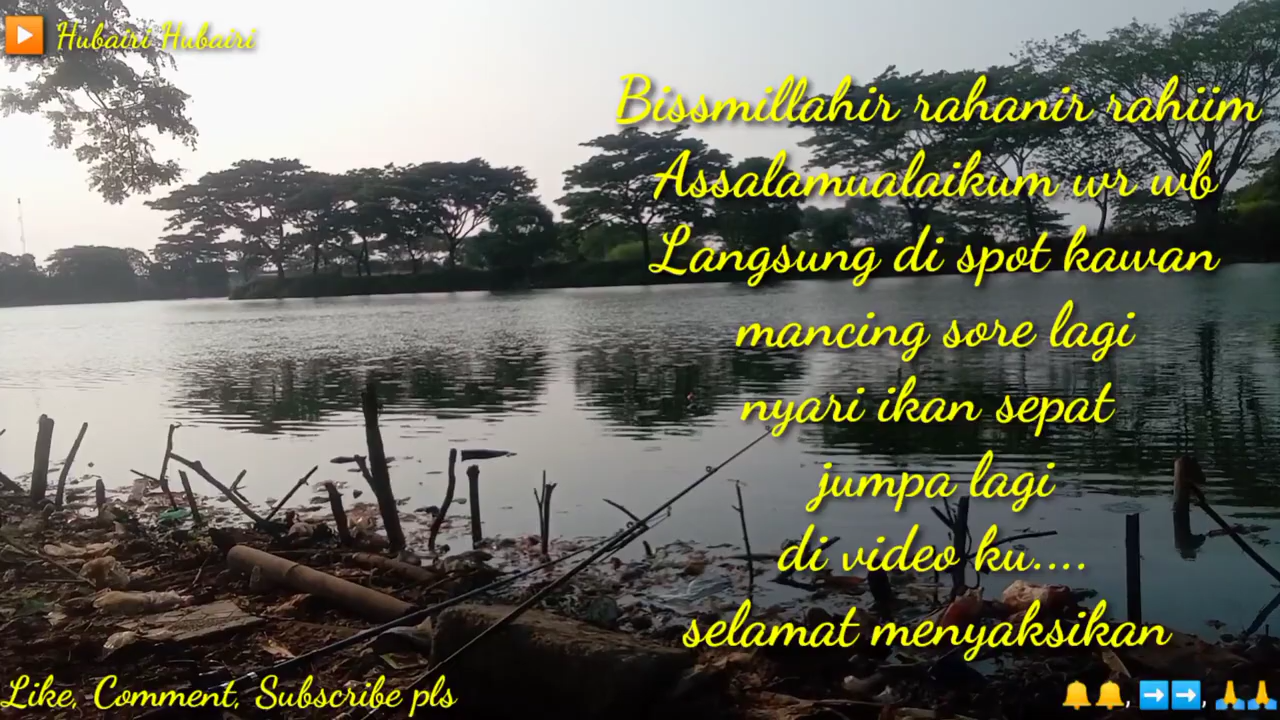 Hubairi Hubairi
Bissmillahir rahanir rahiim
Assalamualaikum wr wb
Langsung di spot kawan
mancing sore lagi
nyari ikan sepat
jumpa lagi
di video ku....
selamat menyaksikan
Like, Comment, Subscribe pls